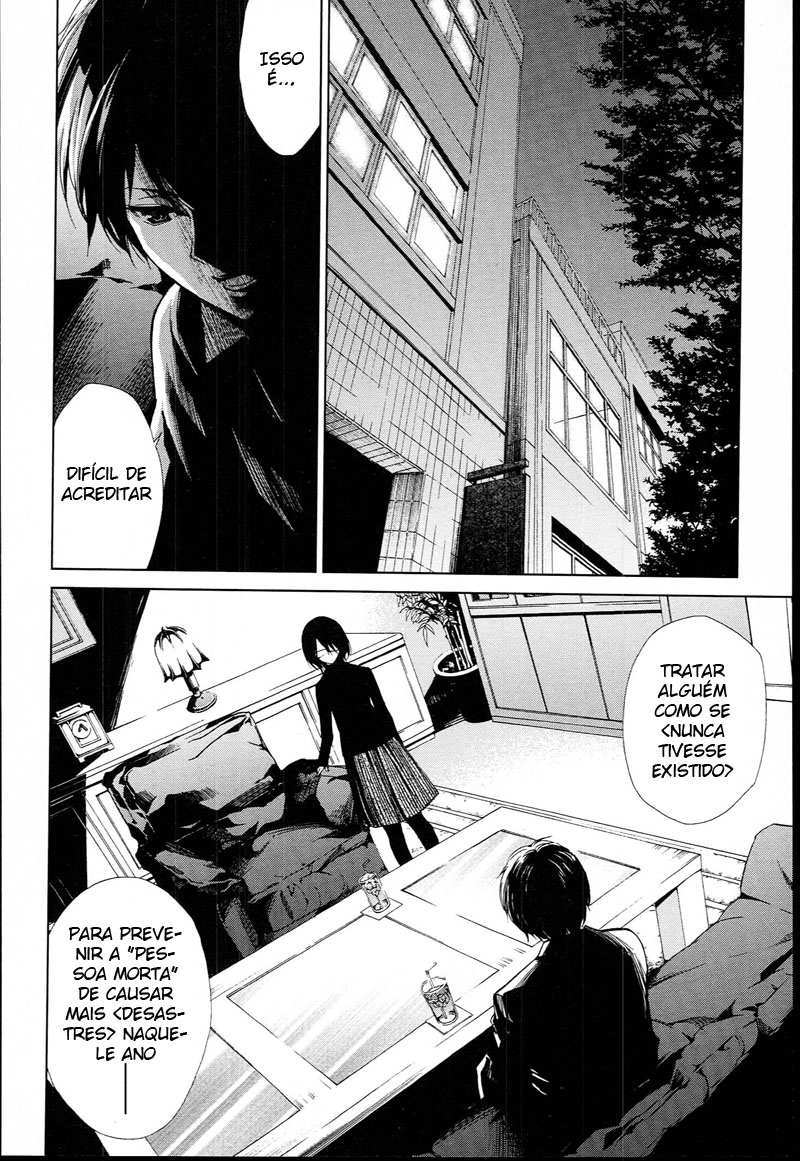 ISSO
É...
DIFÍCIL DE
ACREDITAR
TRATAR
ALGUÉM
COMO SE
<NUNCA
TIVESSE
EXISTIDO>
PARA PREVE-
NIR A "PES-
SOA MORTA"
DE CAUSAR
MAIS <DESAS-
TRES> NAQUE-
LE ANO
—